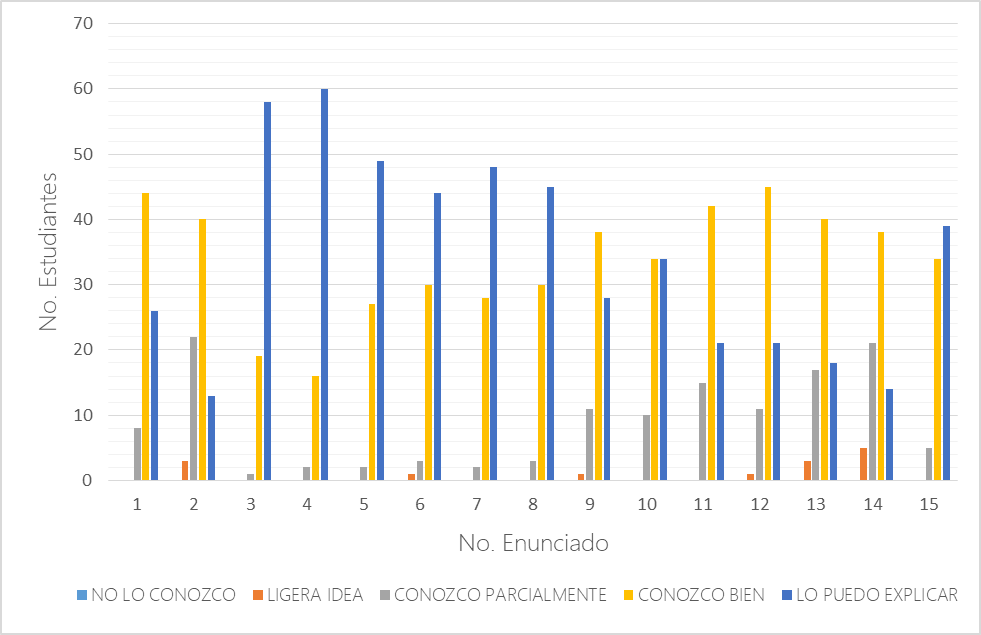 70
60
50
40
30
20
10
0
No. Estudiantes
1 2 3 4 5 6 7 8 9 10 11 12 13 14 15
No. Enunciado
NO LO CONOZCO LIGERA IDEA CONOZCO PARCIALMENTE CONOZCO BIEN LO PUEDO EXPLICAR